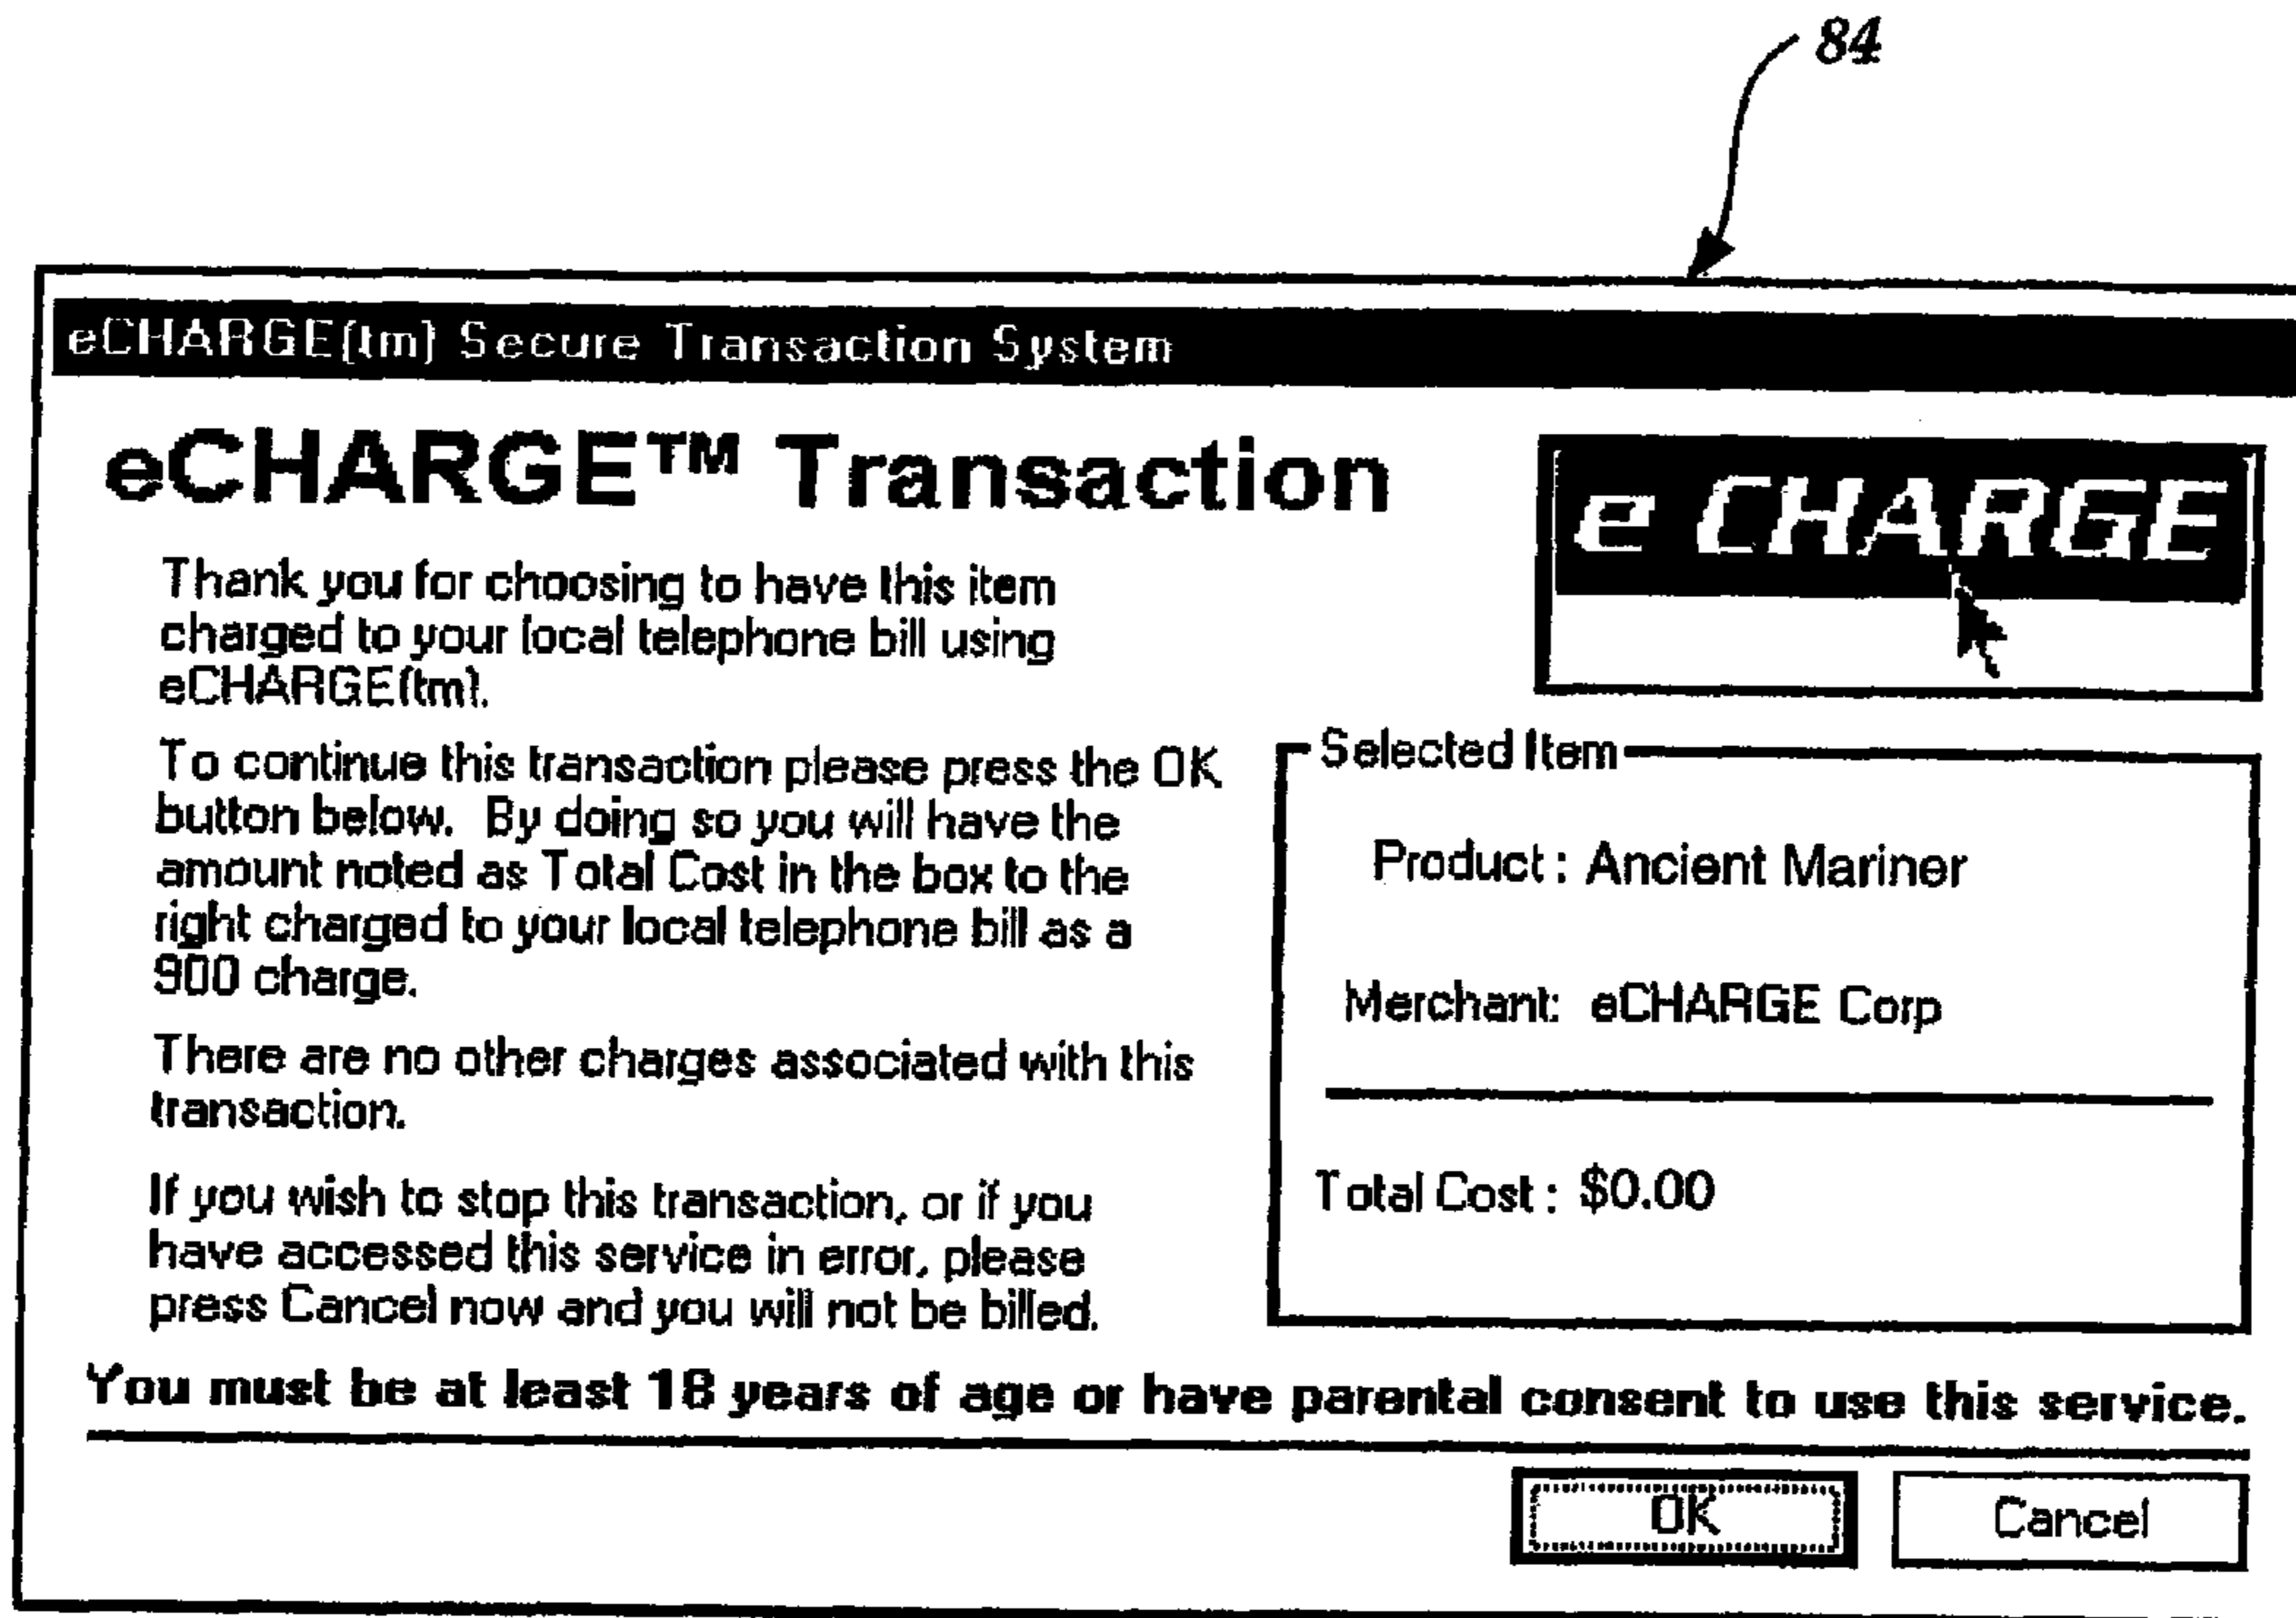 84
eCHARGE(tm) Secure Transaction System
eCHARGE™ Transaction
e CHARGE
Thank you for choosing to have this item
charged to your local telephone bill using
eCHARGE(tm).
To continue this transaction please press the OK
button below. By doing so you will have the
amount noted as Total Cost in the box to the
right charged to your local telephone bill as a
900 charge.
There are no other charges associated with this
transaction.
If you wish to stop this transaction, or if you
have accessed this service in error, please
press Cancel now and you will not be billed.
Selected Item
Product: Ancient Mariner
Merchant: eCHARGE Corp
Total Cost: $0.00
You must be at least 18 years of age or have parental consent to use this service.
OK Cancel